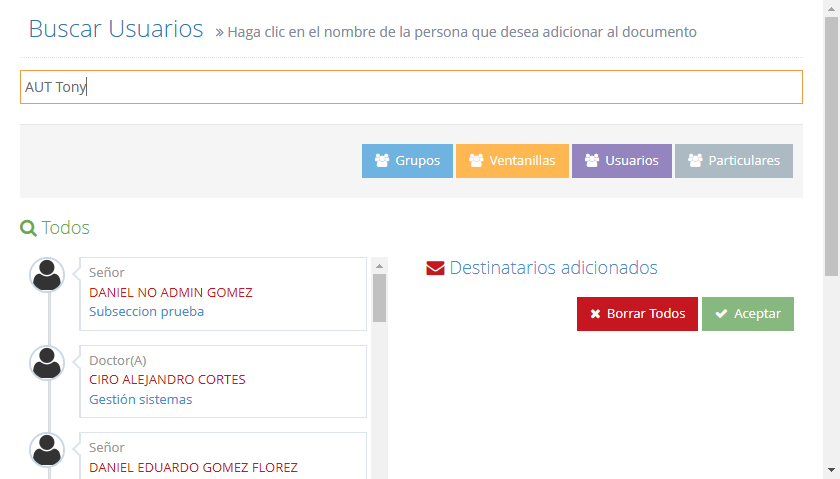 Buscar Usuarios » Haga clic en el nombre de la persona que desea adicionar al documento
AUT Tony
Grupos Ventanillas Usuarios Particulares
Todos
Señor
DANIEL NO ADMIN GOMEZ
Subseccion prueba
Doctor(A)
CIRO ALEJANDRO CORTES
Gestión sistemas
Señor
DANIEL EDUARDO GOMEZ FLOREZ
Destinatarios adicionados
Borrar Todos Aceptar